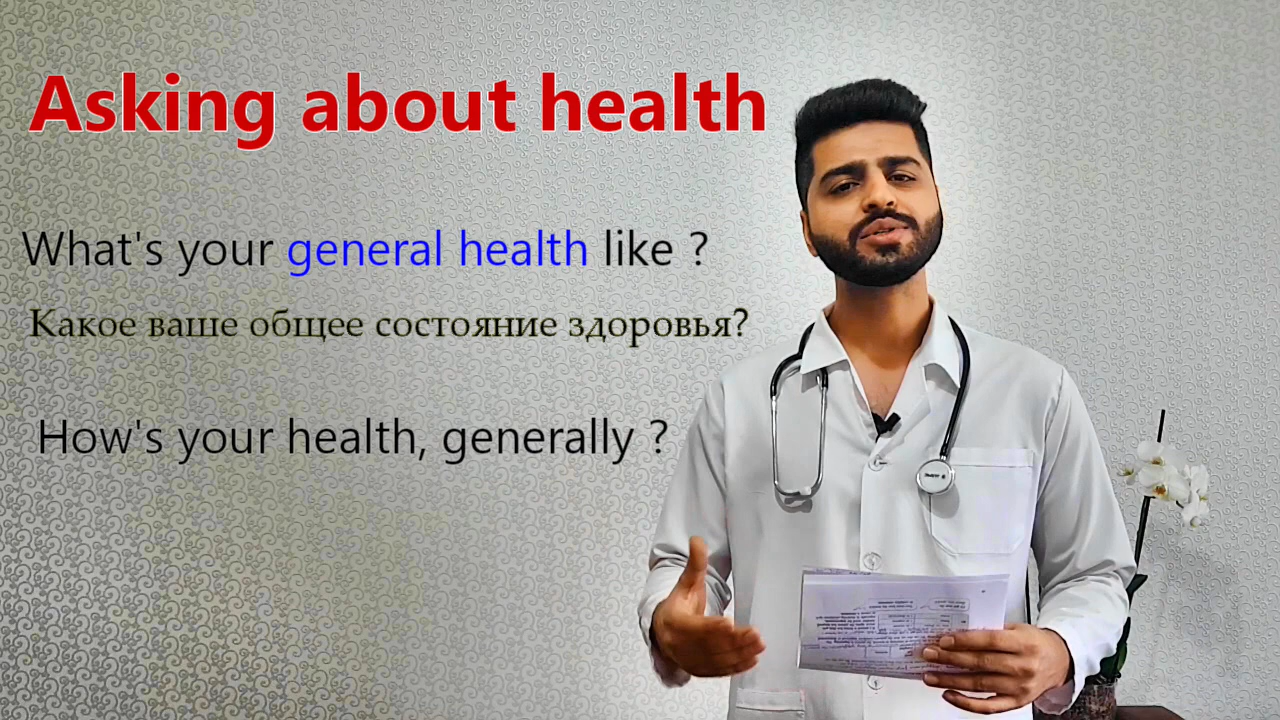 Asking about health
What's your general health like ?
Какое ваше общее состояние здоровья?
How's your health, generally ?